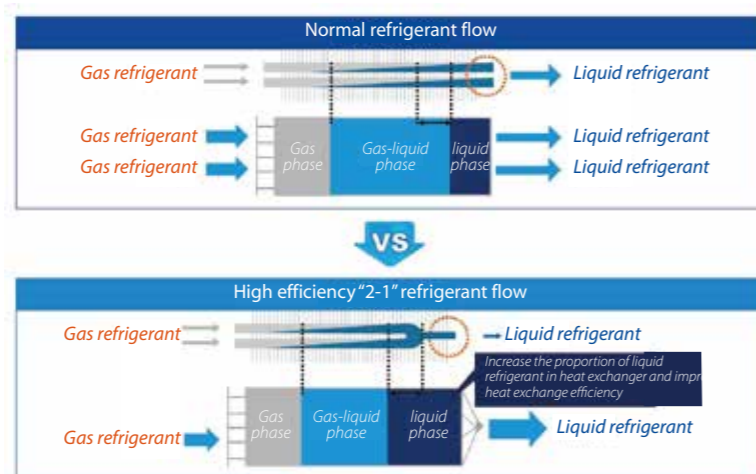 Normal refrigerant flow
Gas refrigerant
Liquid refrigerant
Gas refrigerant
Gas refrigerant
Gas
phase
Gas-liquid
phase
liquid
phase
Liquid refrigerant
Liquid refrigerant
VS
High efficiency “2-1” refrigerant flow
Gas refrigerant
Liquid refrigerant
Increase the proportion of liquid
refrigerant in heat exchanger and impr
heat exchange efficiency
Gas refrigerant
Gas
phase
Gas-liquid
phase
liquid
phase
Liquid refrigerant